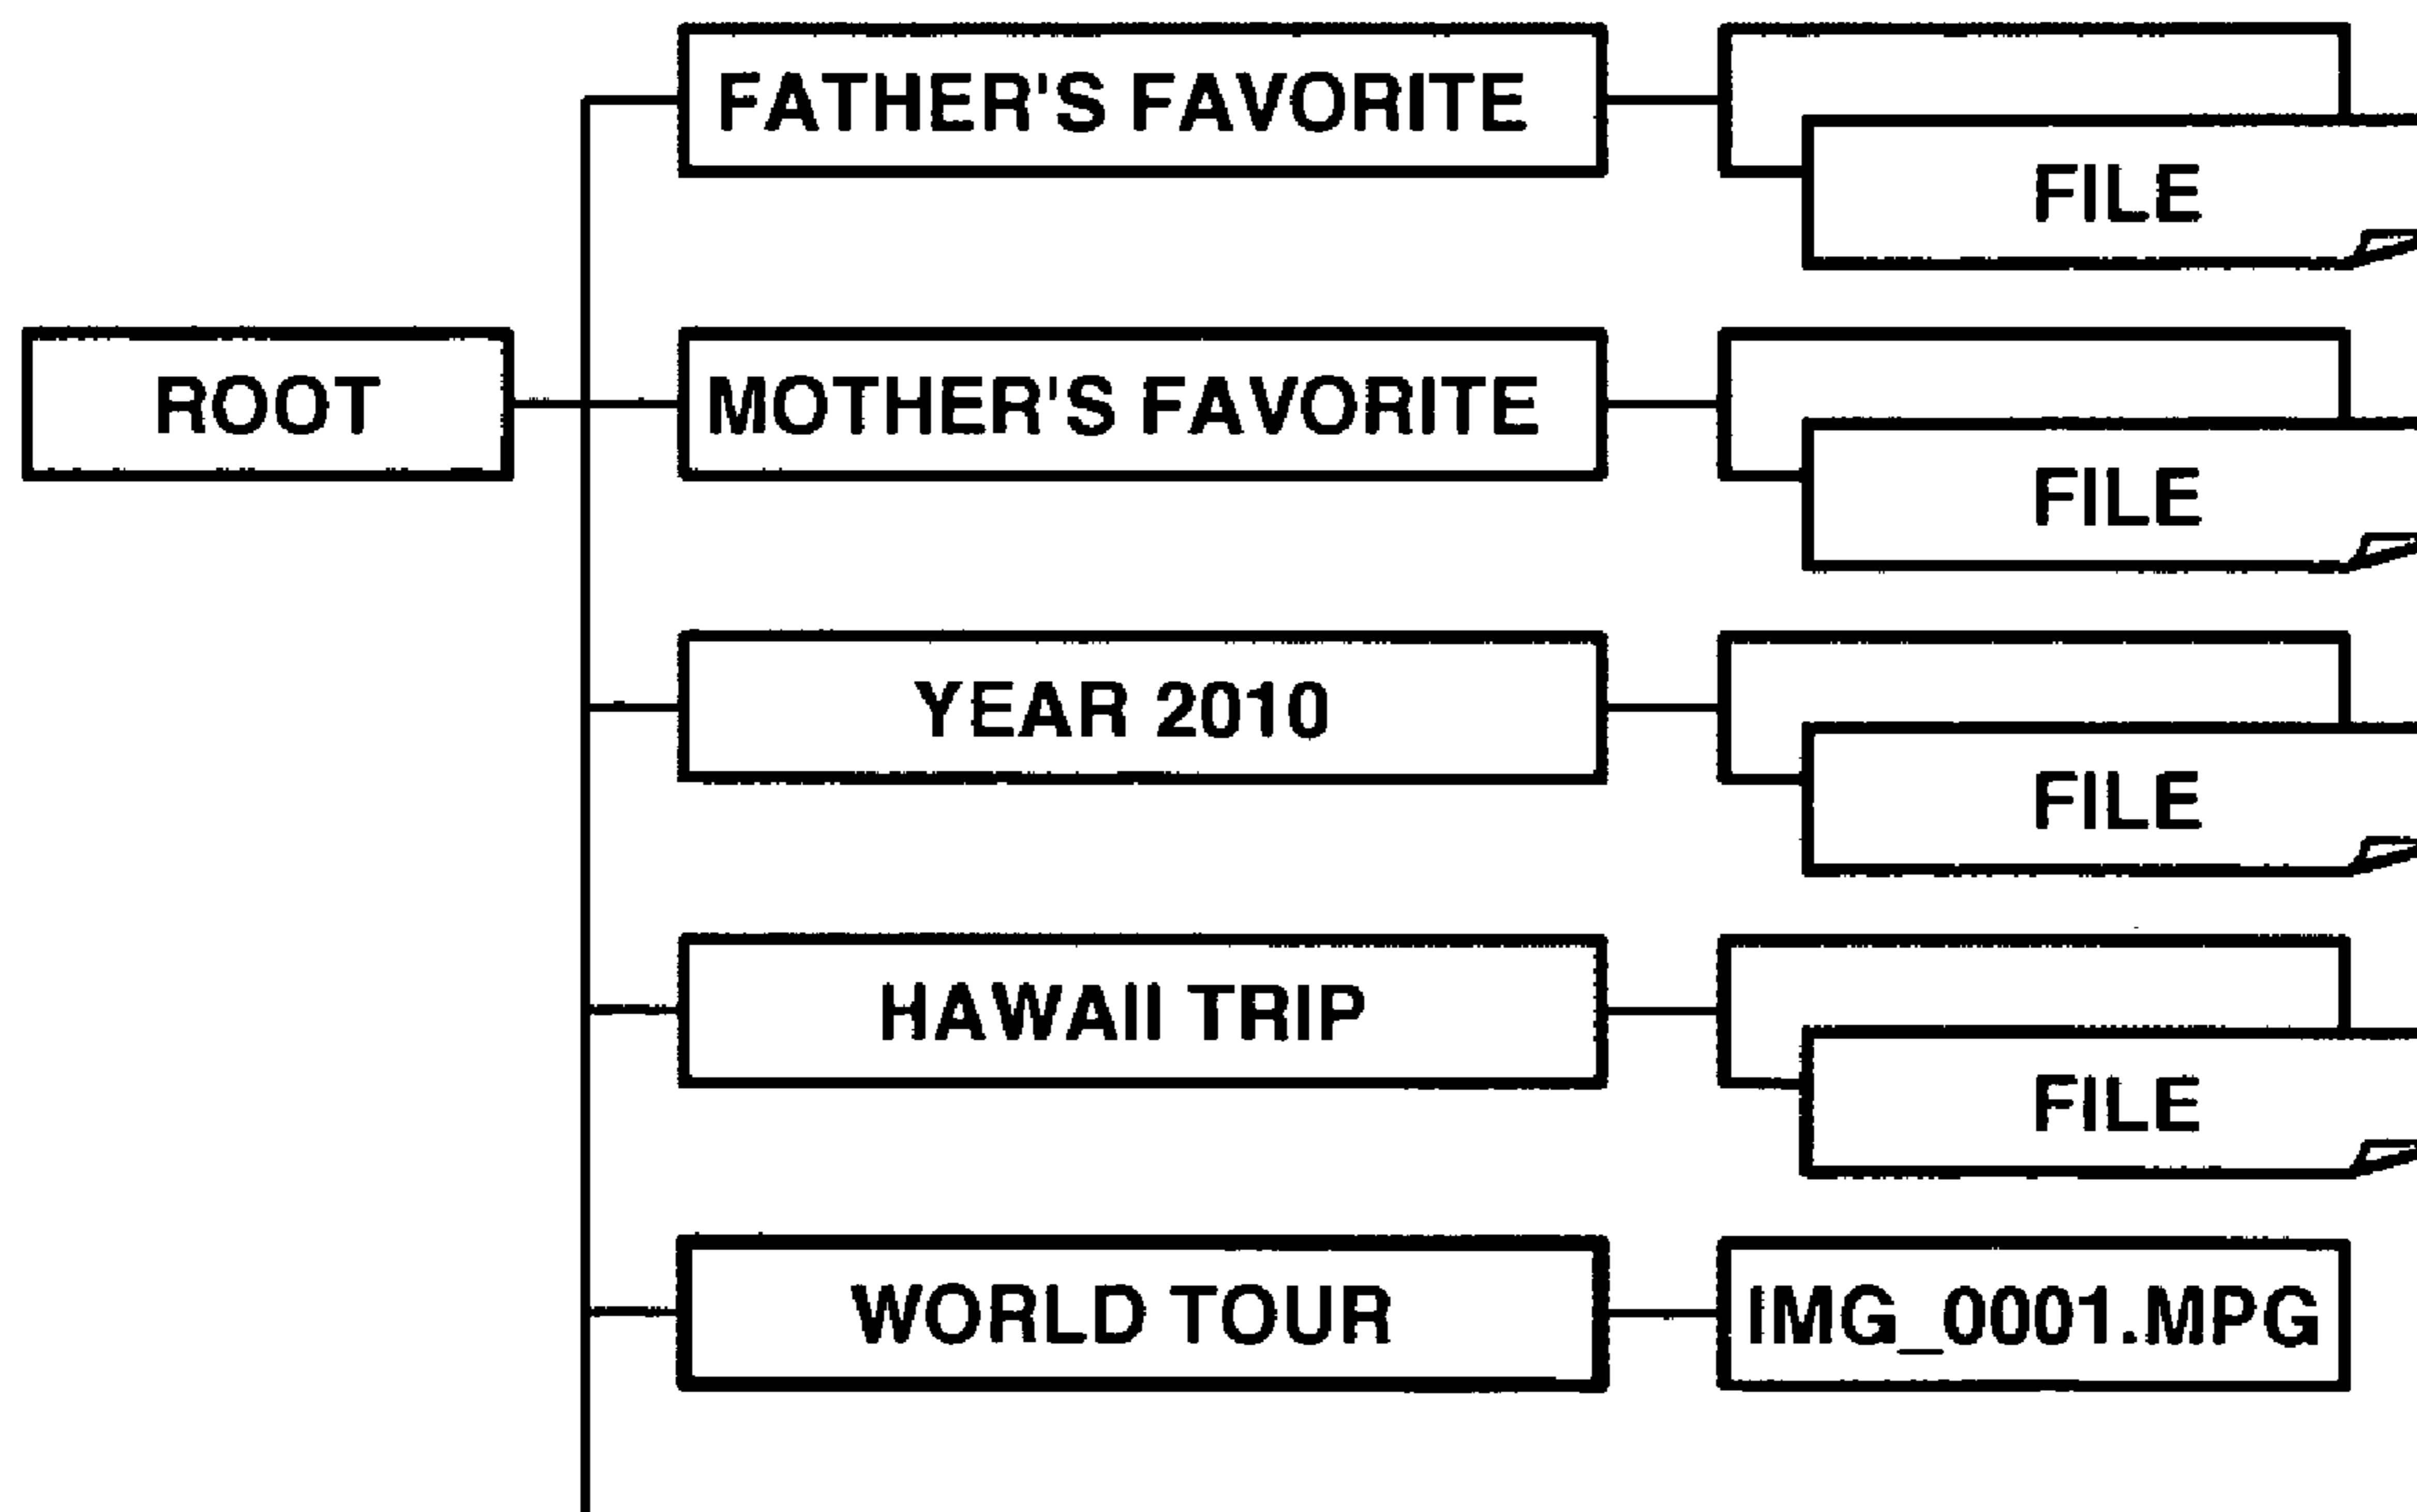 FATHER'S FAVORITE
FILE
ROOT
MOTHER'S FAVORITE
FILE
YEAR 2010
FILE
HAWAII TRIP
FILE
WORLD TOUR
IMG_0001.MPG